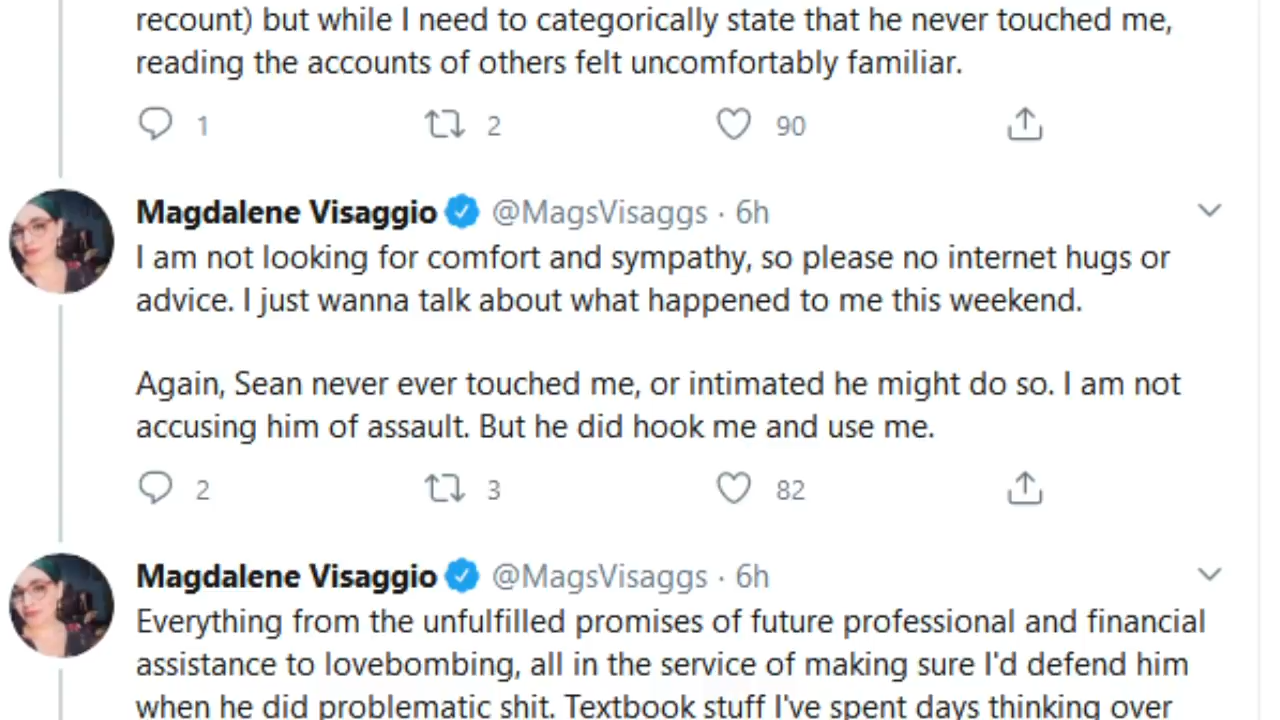 recount) but while I need to categorically state that he never touched me,
reading the accounts of others felt uncomfortably familiar.
1 2 90
Magdalene Visaggio @MagsVisaggs · 6h
I am not looking for comfort and sympathy, so please no internet hugs or
advice. I just wanna talk about what happened to me this weekend.
Again, Sean never ever touched me, or intimated he might do so. I am not
accusing him of assault. But he did hook me and use me.
2 3 82
Magdalene Visaggio @MagsVisaggs · 6h
Everything from the unfulfilled promises of future professional and financial
assistance to lovebombing, all in the service of making sure I'd defend him
when he did problematic shit. Textbook stuff I've spent days thinking over